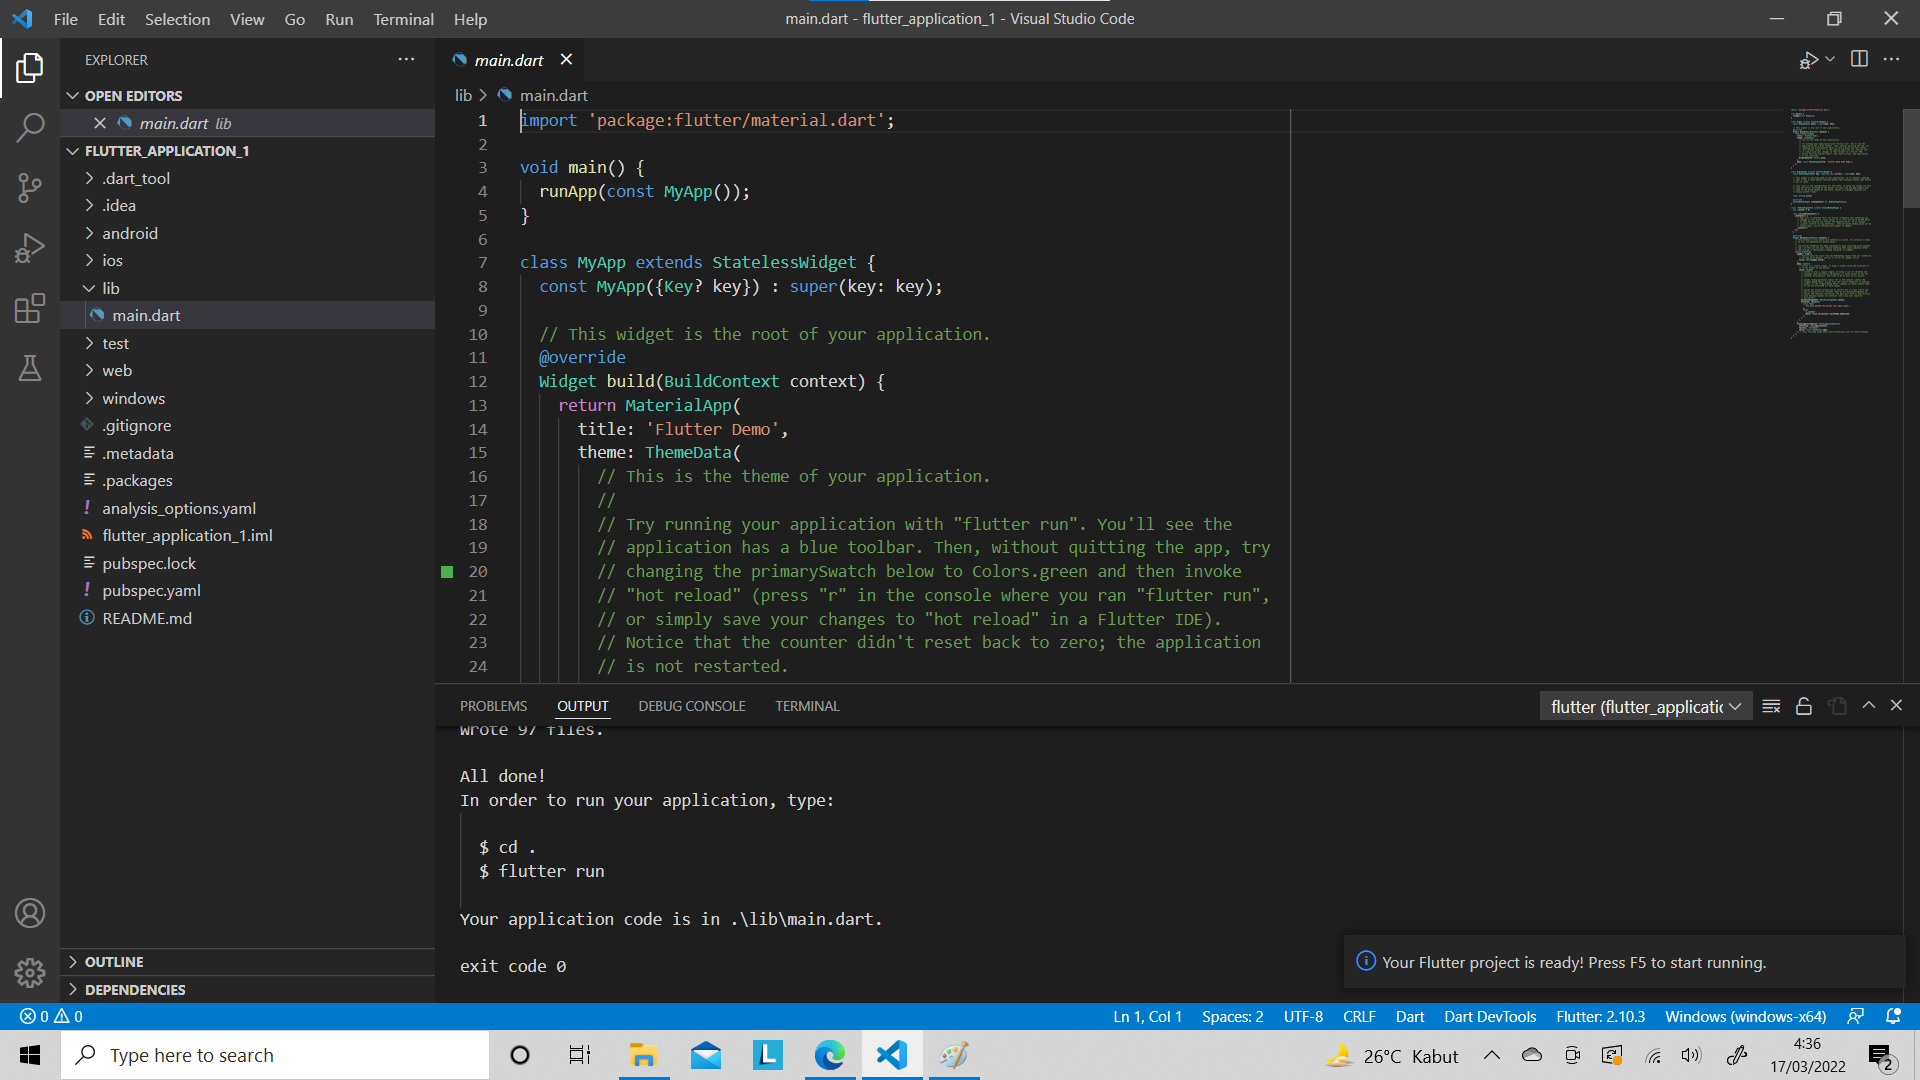 File Edit Selection View Go Run Terminal Help
main.dart - flutter_application_1 - Visual Studio Code
EXPLORER
OPEN EDITORS
main.dart lib
FLUTTER_APPLICATION_1
.dart_tool
.idea
android
ios
lib
main.dart
test
web
windows
.gitignore
.metadata
.packages
analysis_options.yaml
flutter_application_1.iml
pubspec.lock
pubspec.yaml
README.md
OUTLINE
DEPENDENCIES
main.dart
lib > main.dart
1 import 'package:flutter/material.dart';
2
3 void main() {
4 runApp(const MyApp());
5 }
6
7 class MyApp extends StatelessWidget {
8 const MyApp({Key? key}) : super(key: key);
9
10 // This widget is the root of your application.
11 @override
12 Widget build(BuildContext context) {
13 return MaterialApp(
14 title: 'Flutter Demo',
15 theme: ThemeData(
16 // This is the theme of your application.
17 //
18 // Try running your application with "flutter run". You'll see the
19 // application has a blue toolbar. Then, without quitting the app, try
20 // changing the primarySwatch below to Colors.green and then invoke
21 // "hot reload" (press "r" in the console where you ran "flutter run",
22 // or simply save your changes to "hot reload" in a Flutter IDE).
23 // Notice that the counter didn't reset back to zero; the application
24 // is not restarted.
PROBLEMS OUTPUT DEBUG CONSOLE TERMINAL
flutter (flutter_applicatic
Wrote 97 files.
All done!
In order to run your application, type:
$ cd .
$ flutter run
Your application code is in .\lib\main.dart.
exit code 0
Your Flutter project is ready! Press F5 to start running.
0 0
Ln 1, Col 1 Spaces: 2 UTF-8 CRLF Dart Dart DevTools Flutter: 2.10.3 Windows (windows-x64)
Type here to search
L
26°C Kabut
4:36
17/03/2022
2